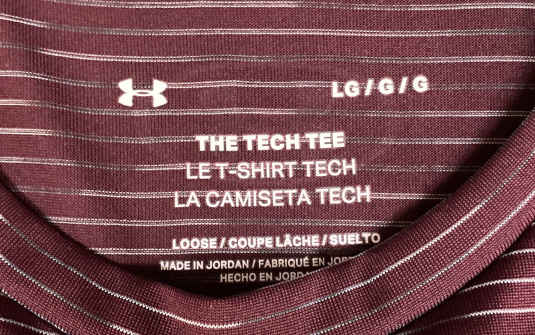 LG / G / G
THE TECH TEE
LE T-SHIRT TECH
LA CAMISETA TECH
LOOSE / COUPE LÂCHE / SUELTO
MADE IN JORDAN / FABRIQUÉ EN
HECHO EN